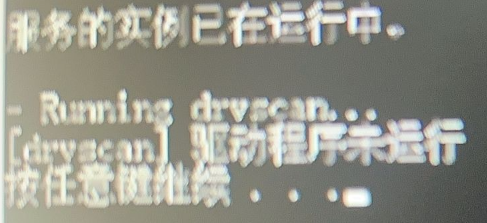 服务的实例已在运行中。
- Running drvscan...
[drvscan] 驱动程序未运行
按任意键继续 . . .